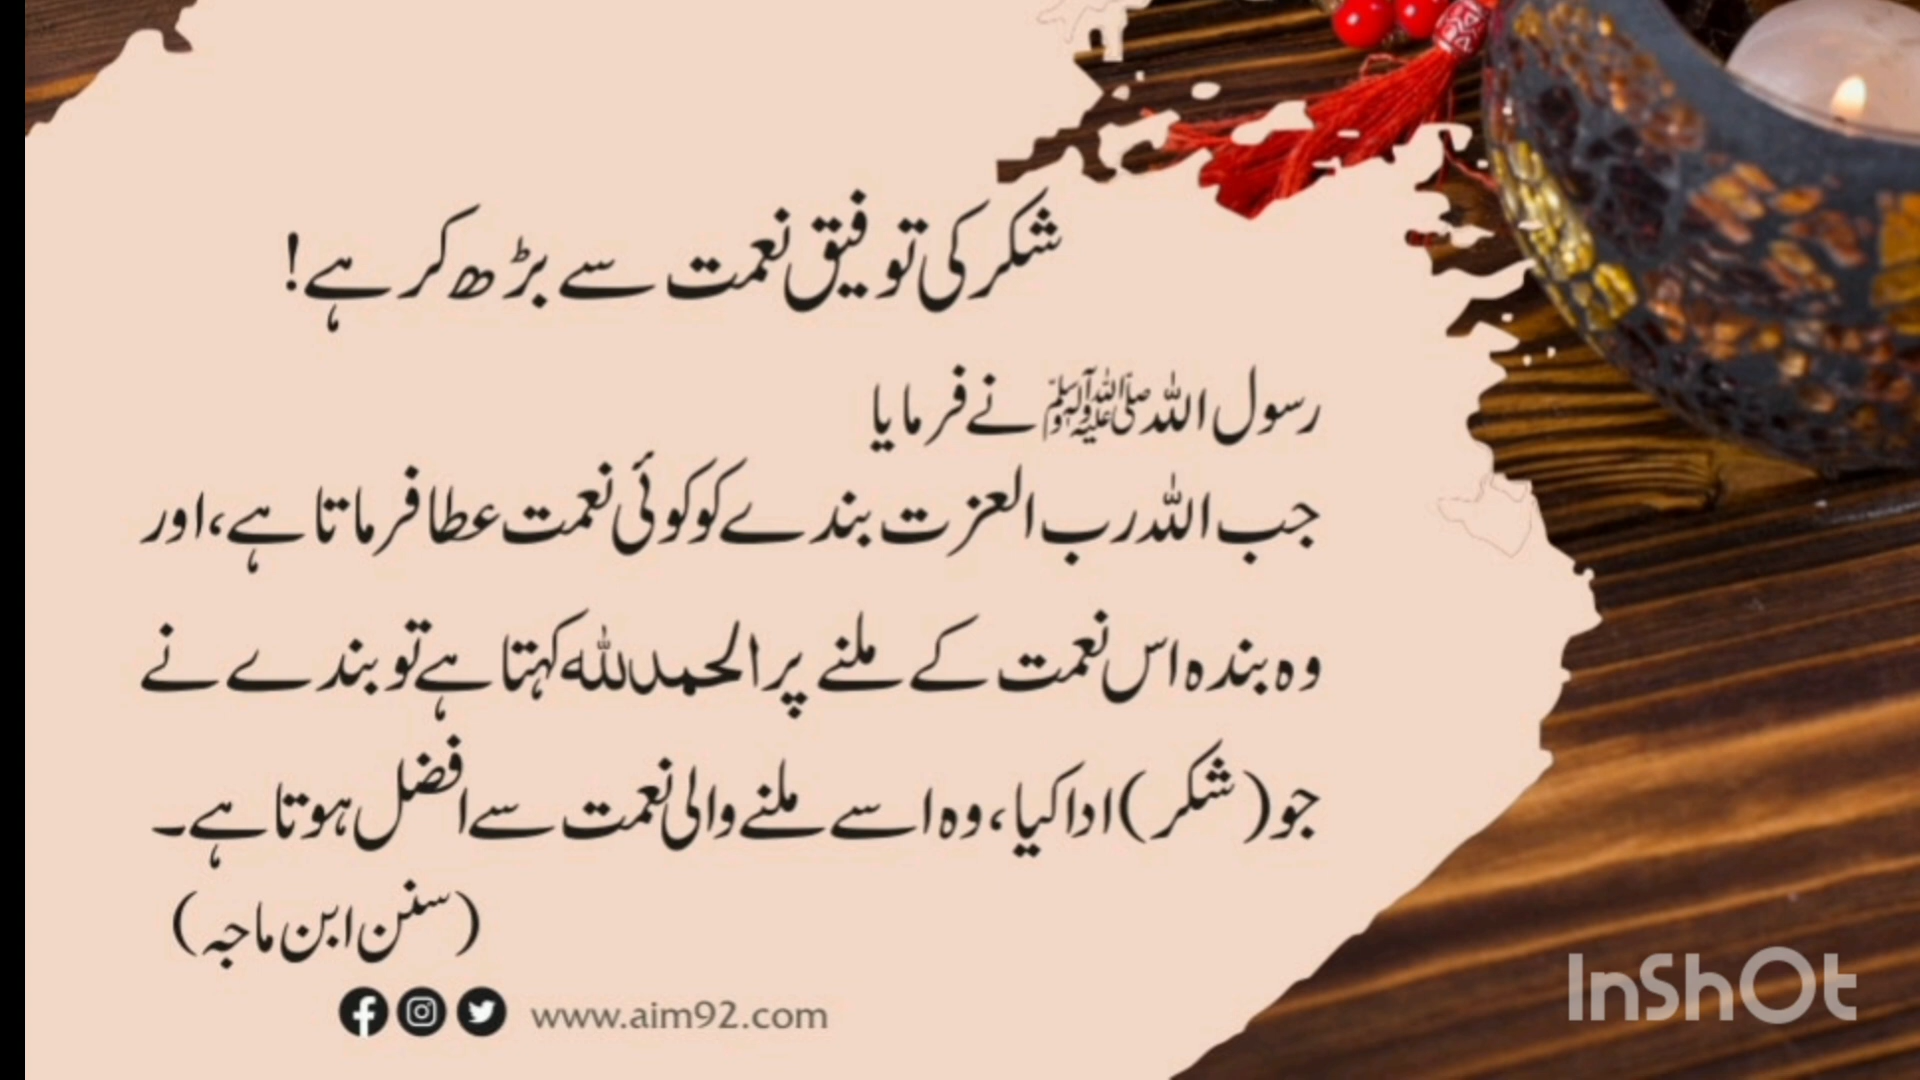 شکر کی توفیق نعمت سے بڑھ کر ہے!
رسول اللہ ﷺ نے فرمایا
جب اللہ رب العزت بندے کو کوئی نعمت عطا فرماتا ہے، اور
وہ بندہ اس نعمت کے ملنے پر الحمدللہ کہتا ہے تو بندے نے
جو (شکر) ادا کیا، وہ اسے ملنے والی نعمت سے افضل ہوتا ہے۔
(سنن ابن ماجہ)
www.aim92.com
InShOt